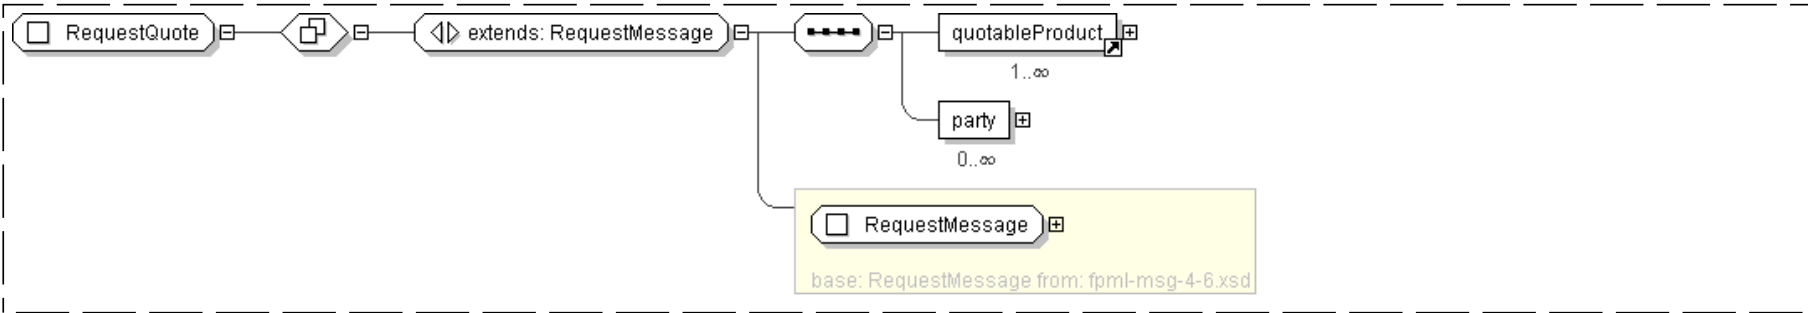 RequestQuote
extends: RequestMessage
quotableProduct
1..∞
party
0..∞
RequestMessage
base: RequestMessage from: fpml-msg-4-6.xsd